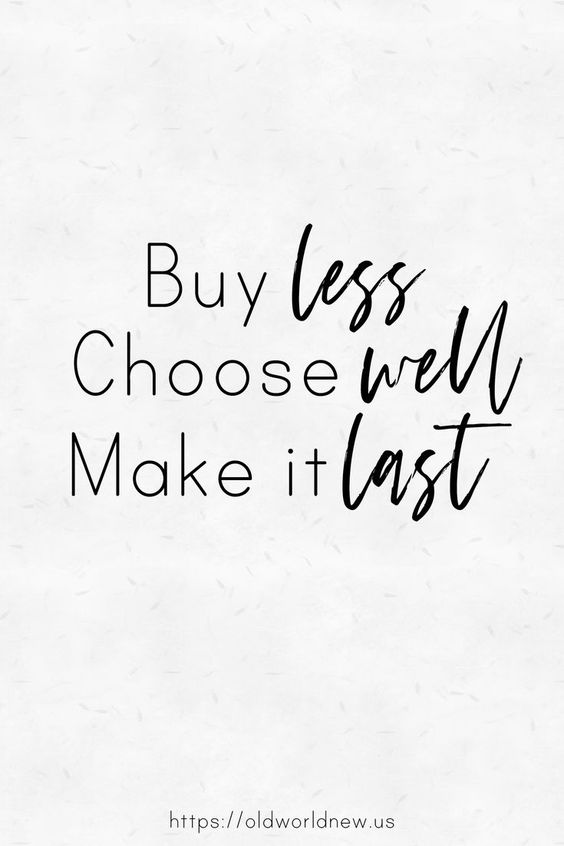 Buy less
Choose well
Make it last
https://oldworldnew.us